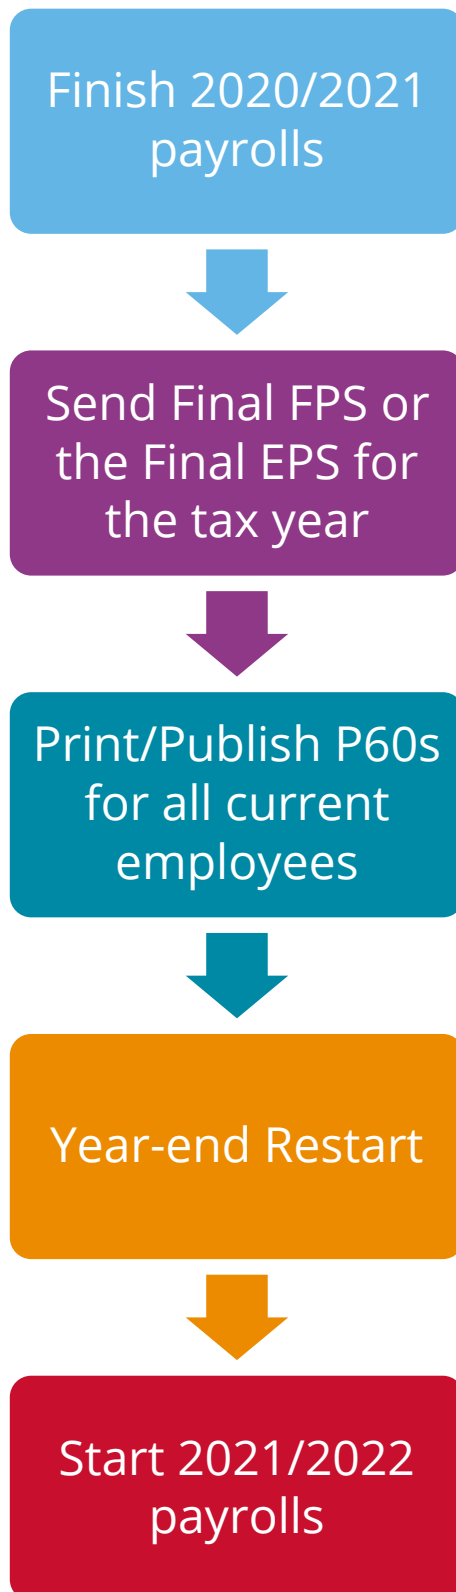 Finish 2020/2021
payrolls
Send Final FPS or
the Final EPS for
the tax year
Print/Publish P60s
for all current
employees
Year-end Restart
Start 2021/2022
payrolls